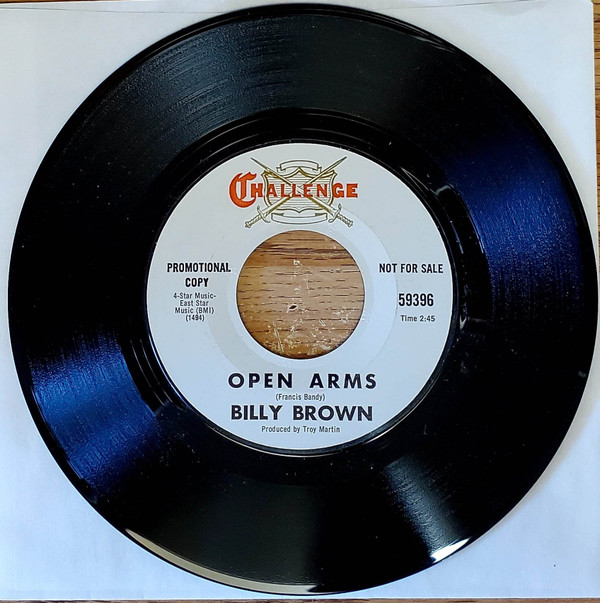 CHALLENGE
PROMOTIONAL
COPY
4-Star Music-
East Star
Music (BMI)
(1494)
NOT FOR SALE
59396
Time 2:45
OPEN ARMS
(Francis Bandy)
BILLY BROWN
Produced by Troy Martin